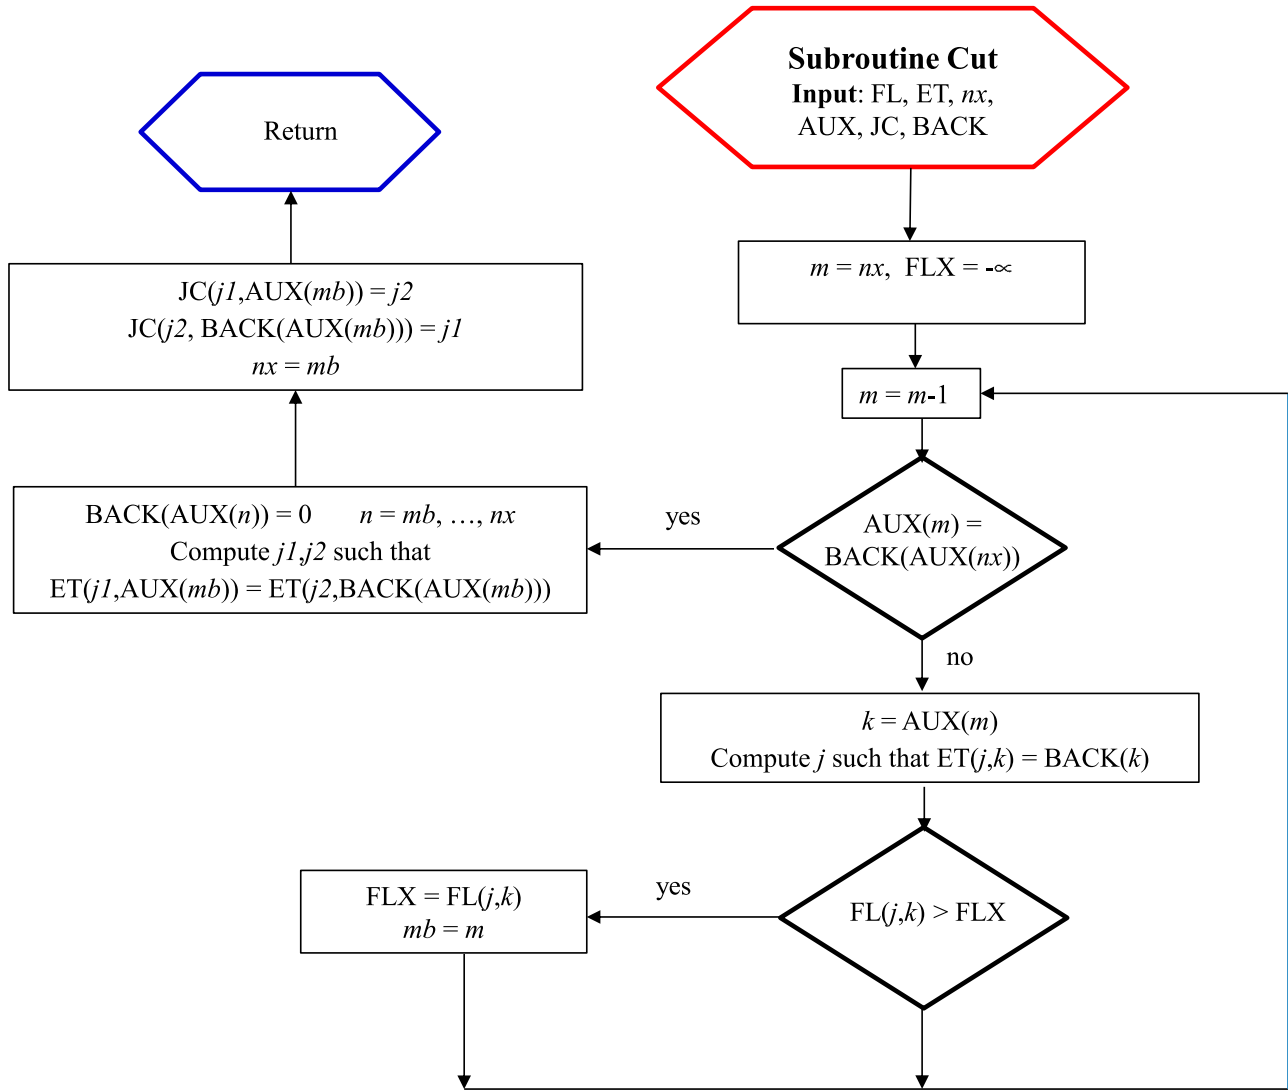 Subroutine Cut
Input: FL, ET, nx,
AUX, JC, BACK
m = nx, FLX = -∝
m = m-1
AUX(m) =
BACK(AUX(nx))
yes
no
BACK(AUX(n)) = 0 n = mb, …, nx
Compute j1,j2 such that
ET(j1,AUX(mb)) = ET(j2,BACK(AUX(mb)))
JC(j1,AUX(mb)) = j2
JC(j2, BACK(AUX(mb))) = j1
nx = mb
Return
k = AUX(m)
Compute j such that ET(j,k) = BACK(k)
FL(j,k) > FLX
yes
FLX = FL(j,k)
mb = m